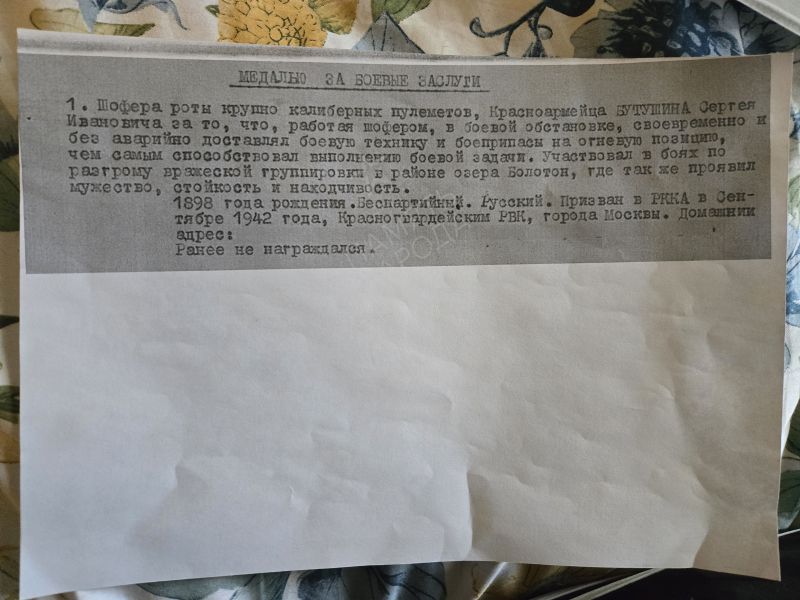 МЕДАЛЬЮ ЗА БОЕВЫЕ ЗАСЛУГИ
1. Шофера роты крупно калиберных пулеметов, Красноармейца БУТУШИНА Сергея
Ивановича за то, что, работая шофером, в боевой обстановке, своевременно и
без аварийно доставлял боевую технику и боеприпасы на огневую позицию,
чем самым способствовал выполнению боевой задачи. Участвовал в боях по
разгрому вражеской группировки в районе озера Болотон, где так же проявил
мужество, стойкость и находчивость.
1898 года рождения.Беспартийный. Русский. Призван в РККА в Сен-
тябре 1942 года, Красногвардейским РВК, города Москвы. Домашний
адрес:
Ранее не награждался.
ПАМЯТЬ
НАРОДА